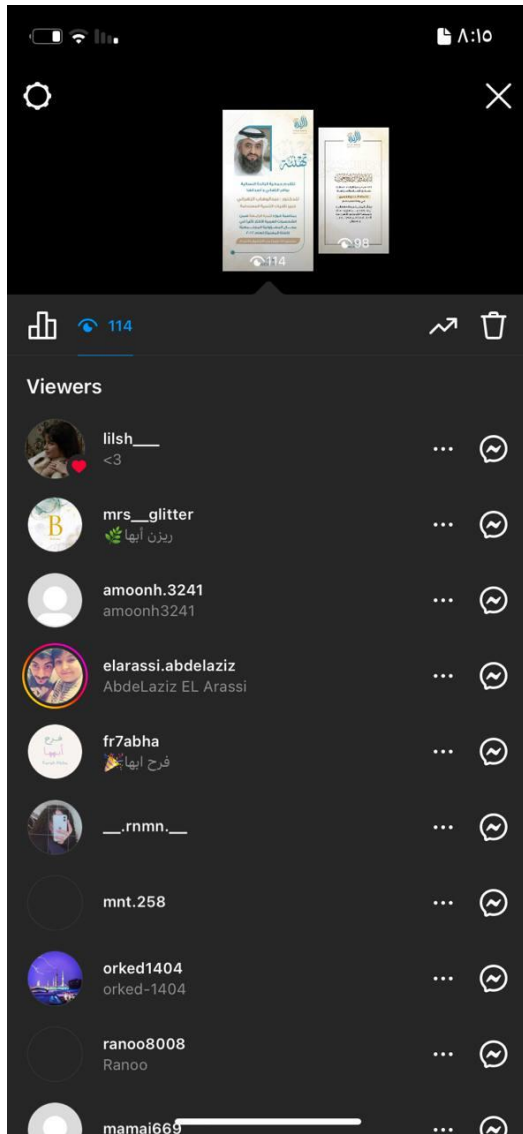 ٨:١٥
تهنئة
114
98
114
Viewers
lilsh___
<3
mrs__glitter
ريزن أبها🌿
amoonh.3241
amoonh3241
elarassi.abdelaziz
AbdeLaziz EL Arassi
fr7abha
فرح ابها🎉
__.rnmn.__
mnt.258
orked1404
orked-1404
ranoo8008
Ranoo
mamai669